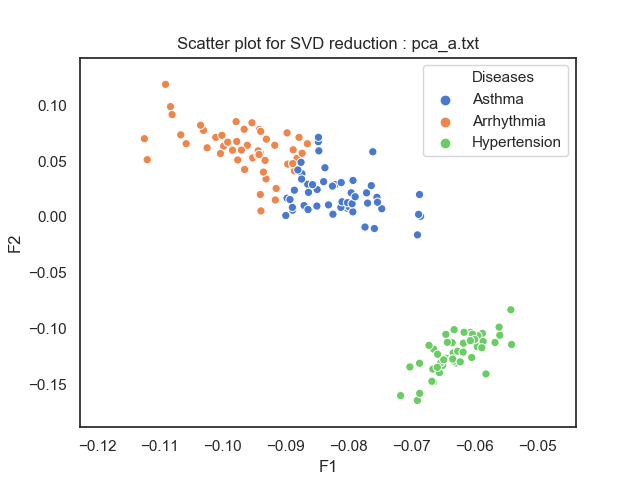 Scatter plot for SVD reduction : pca_a.txt
Diseases
Asthma
Arrhythmia
Hypertension
F2
0.10
0.05
0.00
−0.05
−0.10
−0.15
−0.12 −0.11 −0.10 −0.09 −0.08 −0.07 −0.06 −0.05
F1